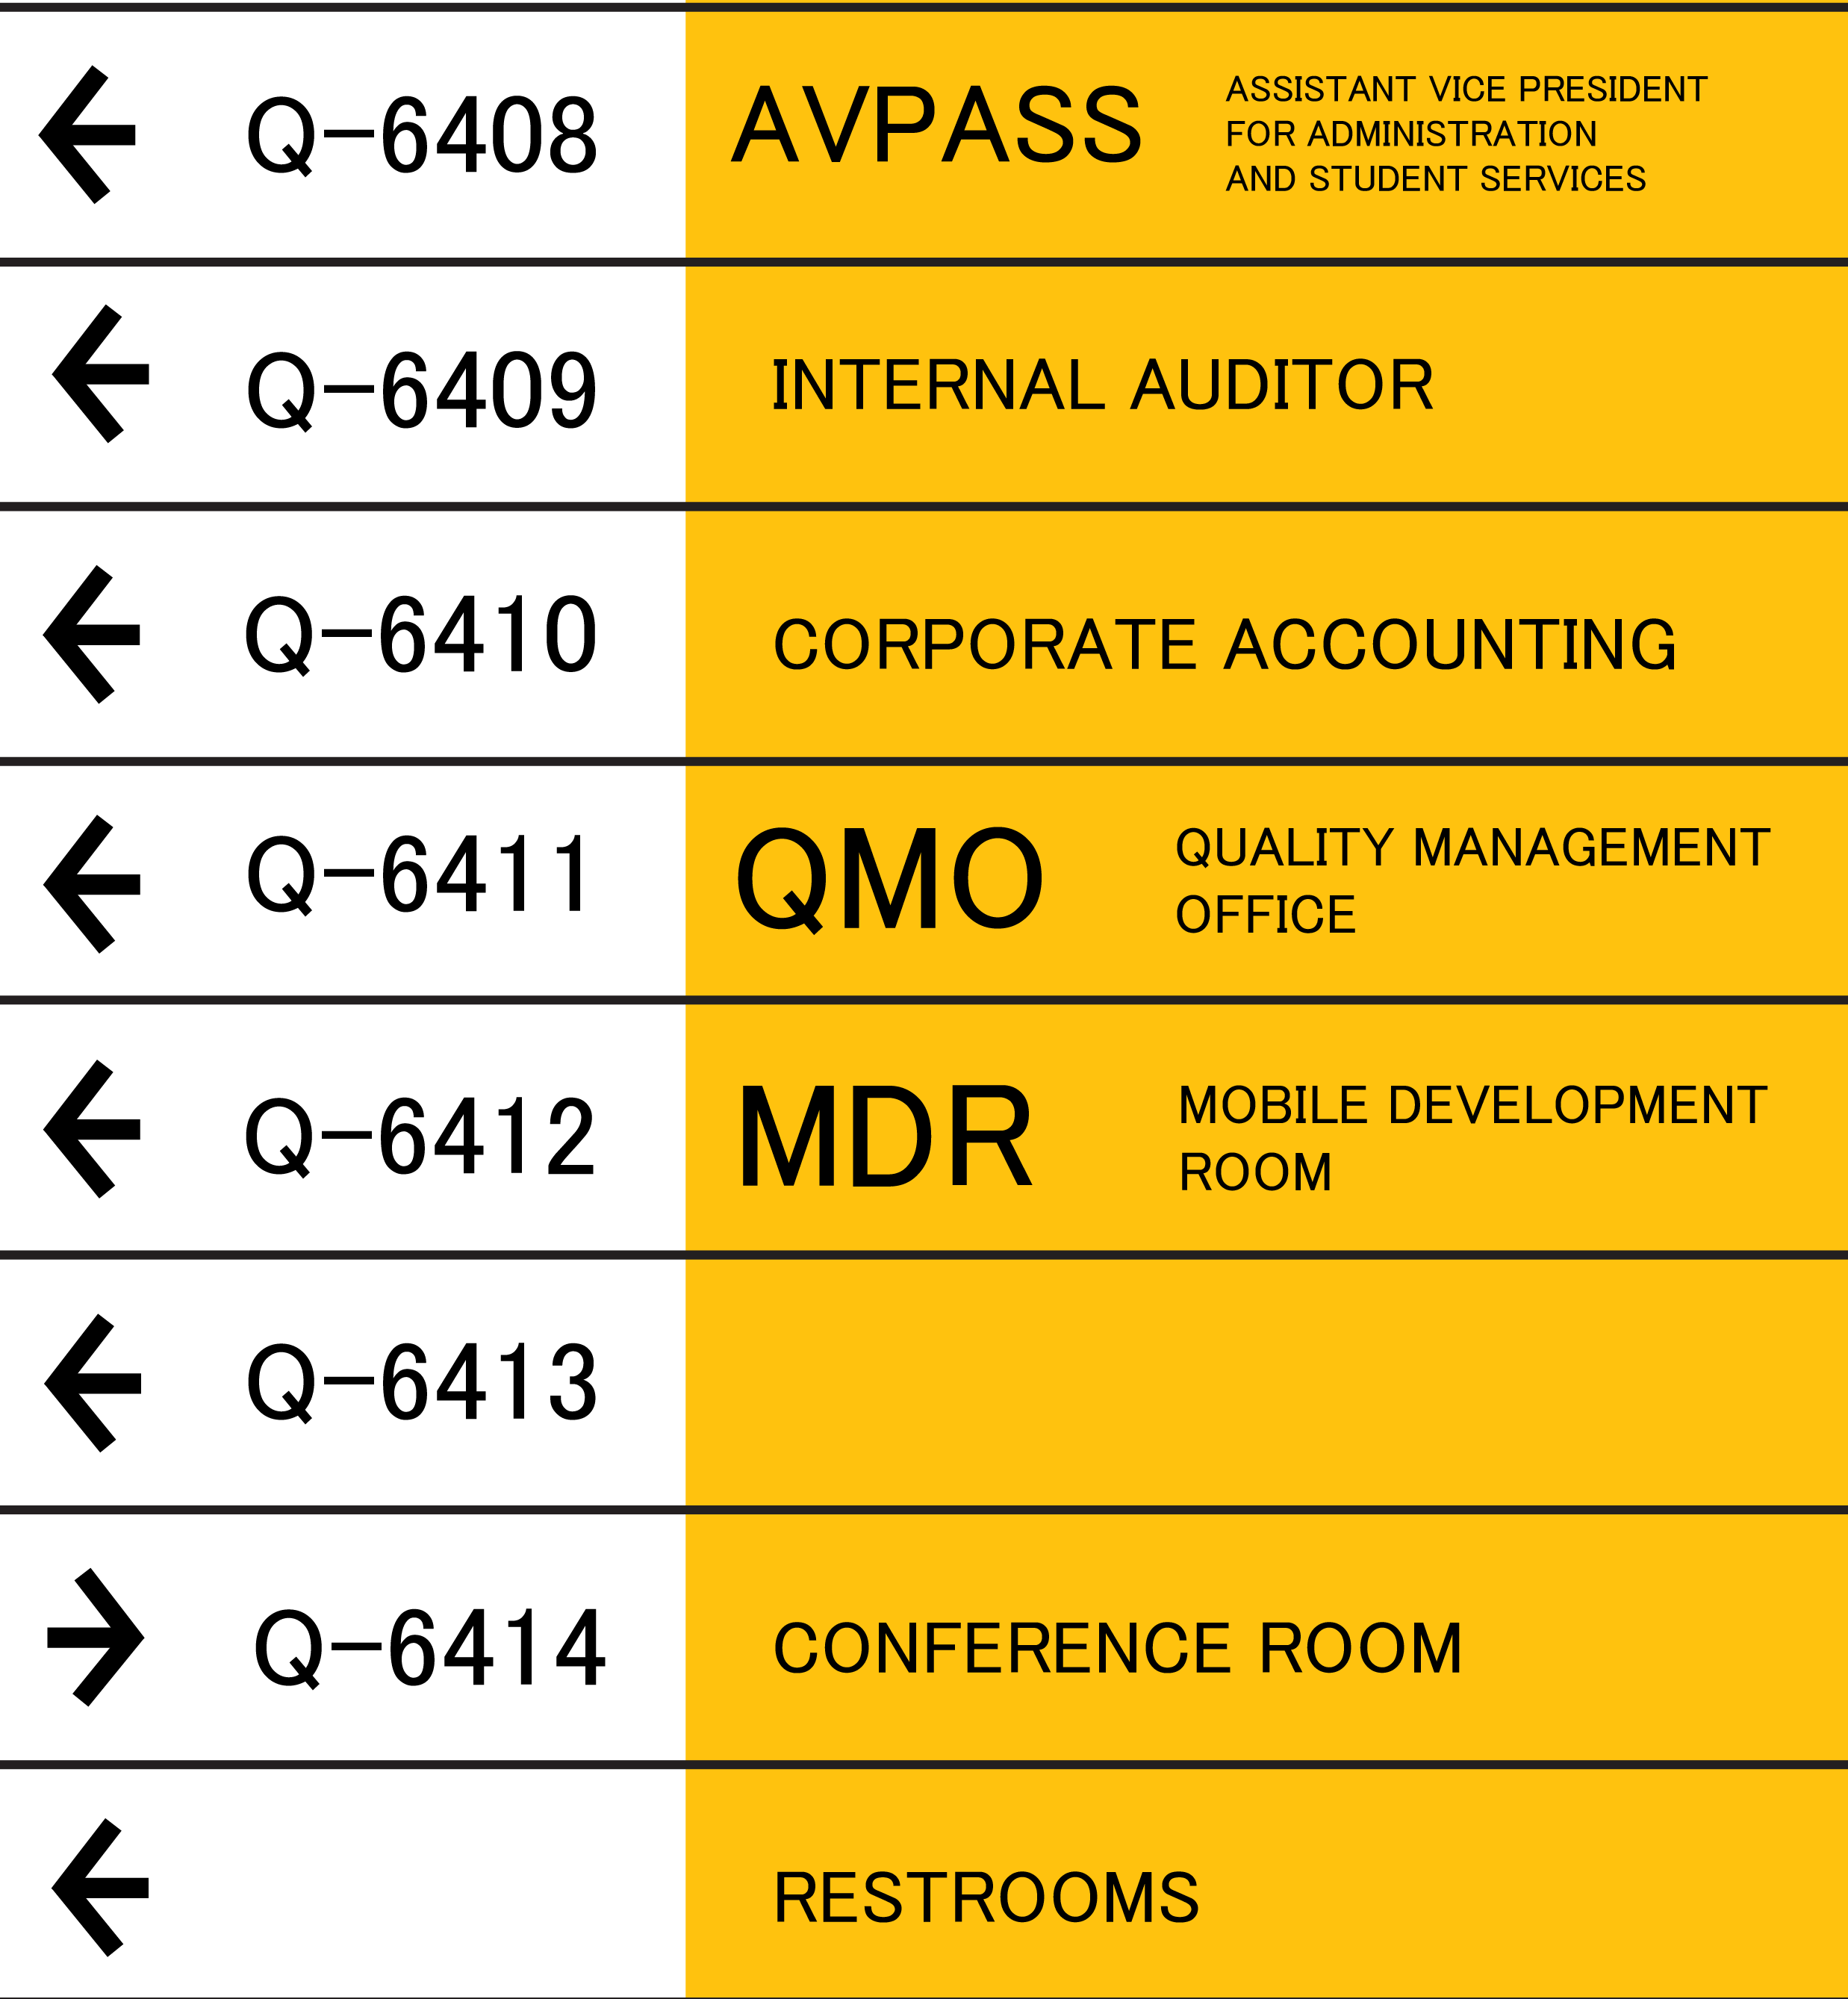 ← Q-6408 AVPASS ASSISTANT VICE PRESIDENT
FOR ADMINISTRATION
AND STUDENT SERVICES
← Q-6409 INTERNAL AUDITOR
← Q-6410 CORPORATE ACCOUNTING
← Q-6411 QMO QUALITY MANAGEMENT
OFFICE
← Q-6412 MDR MOBILE DEVELOPMENT
ROOM
← Q-6413
→ Q-6414 CONFERENCE ROOM
← RESTROOMS